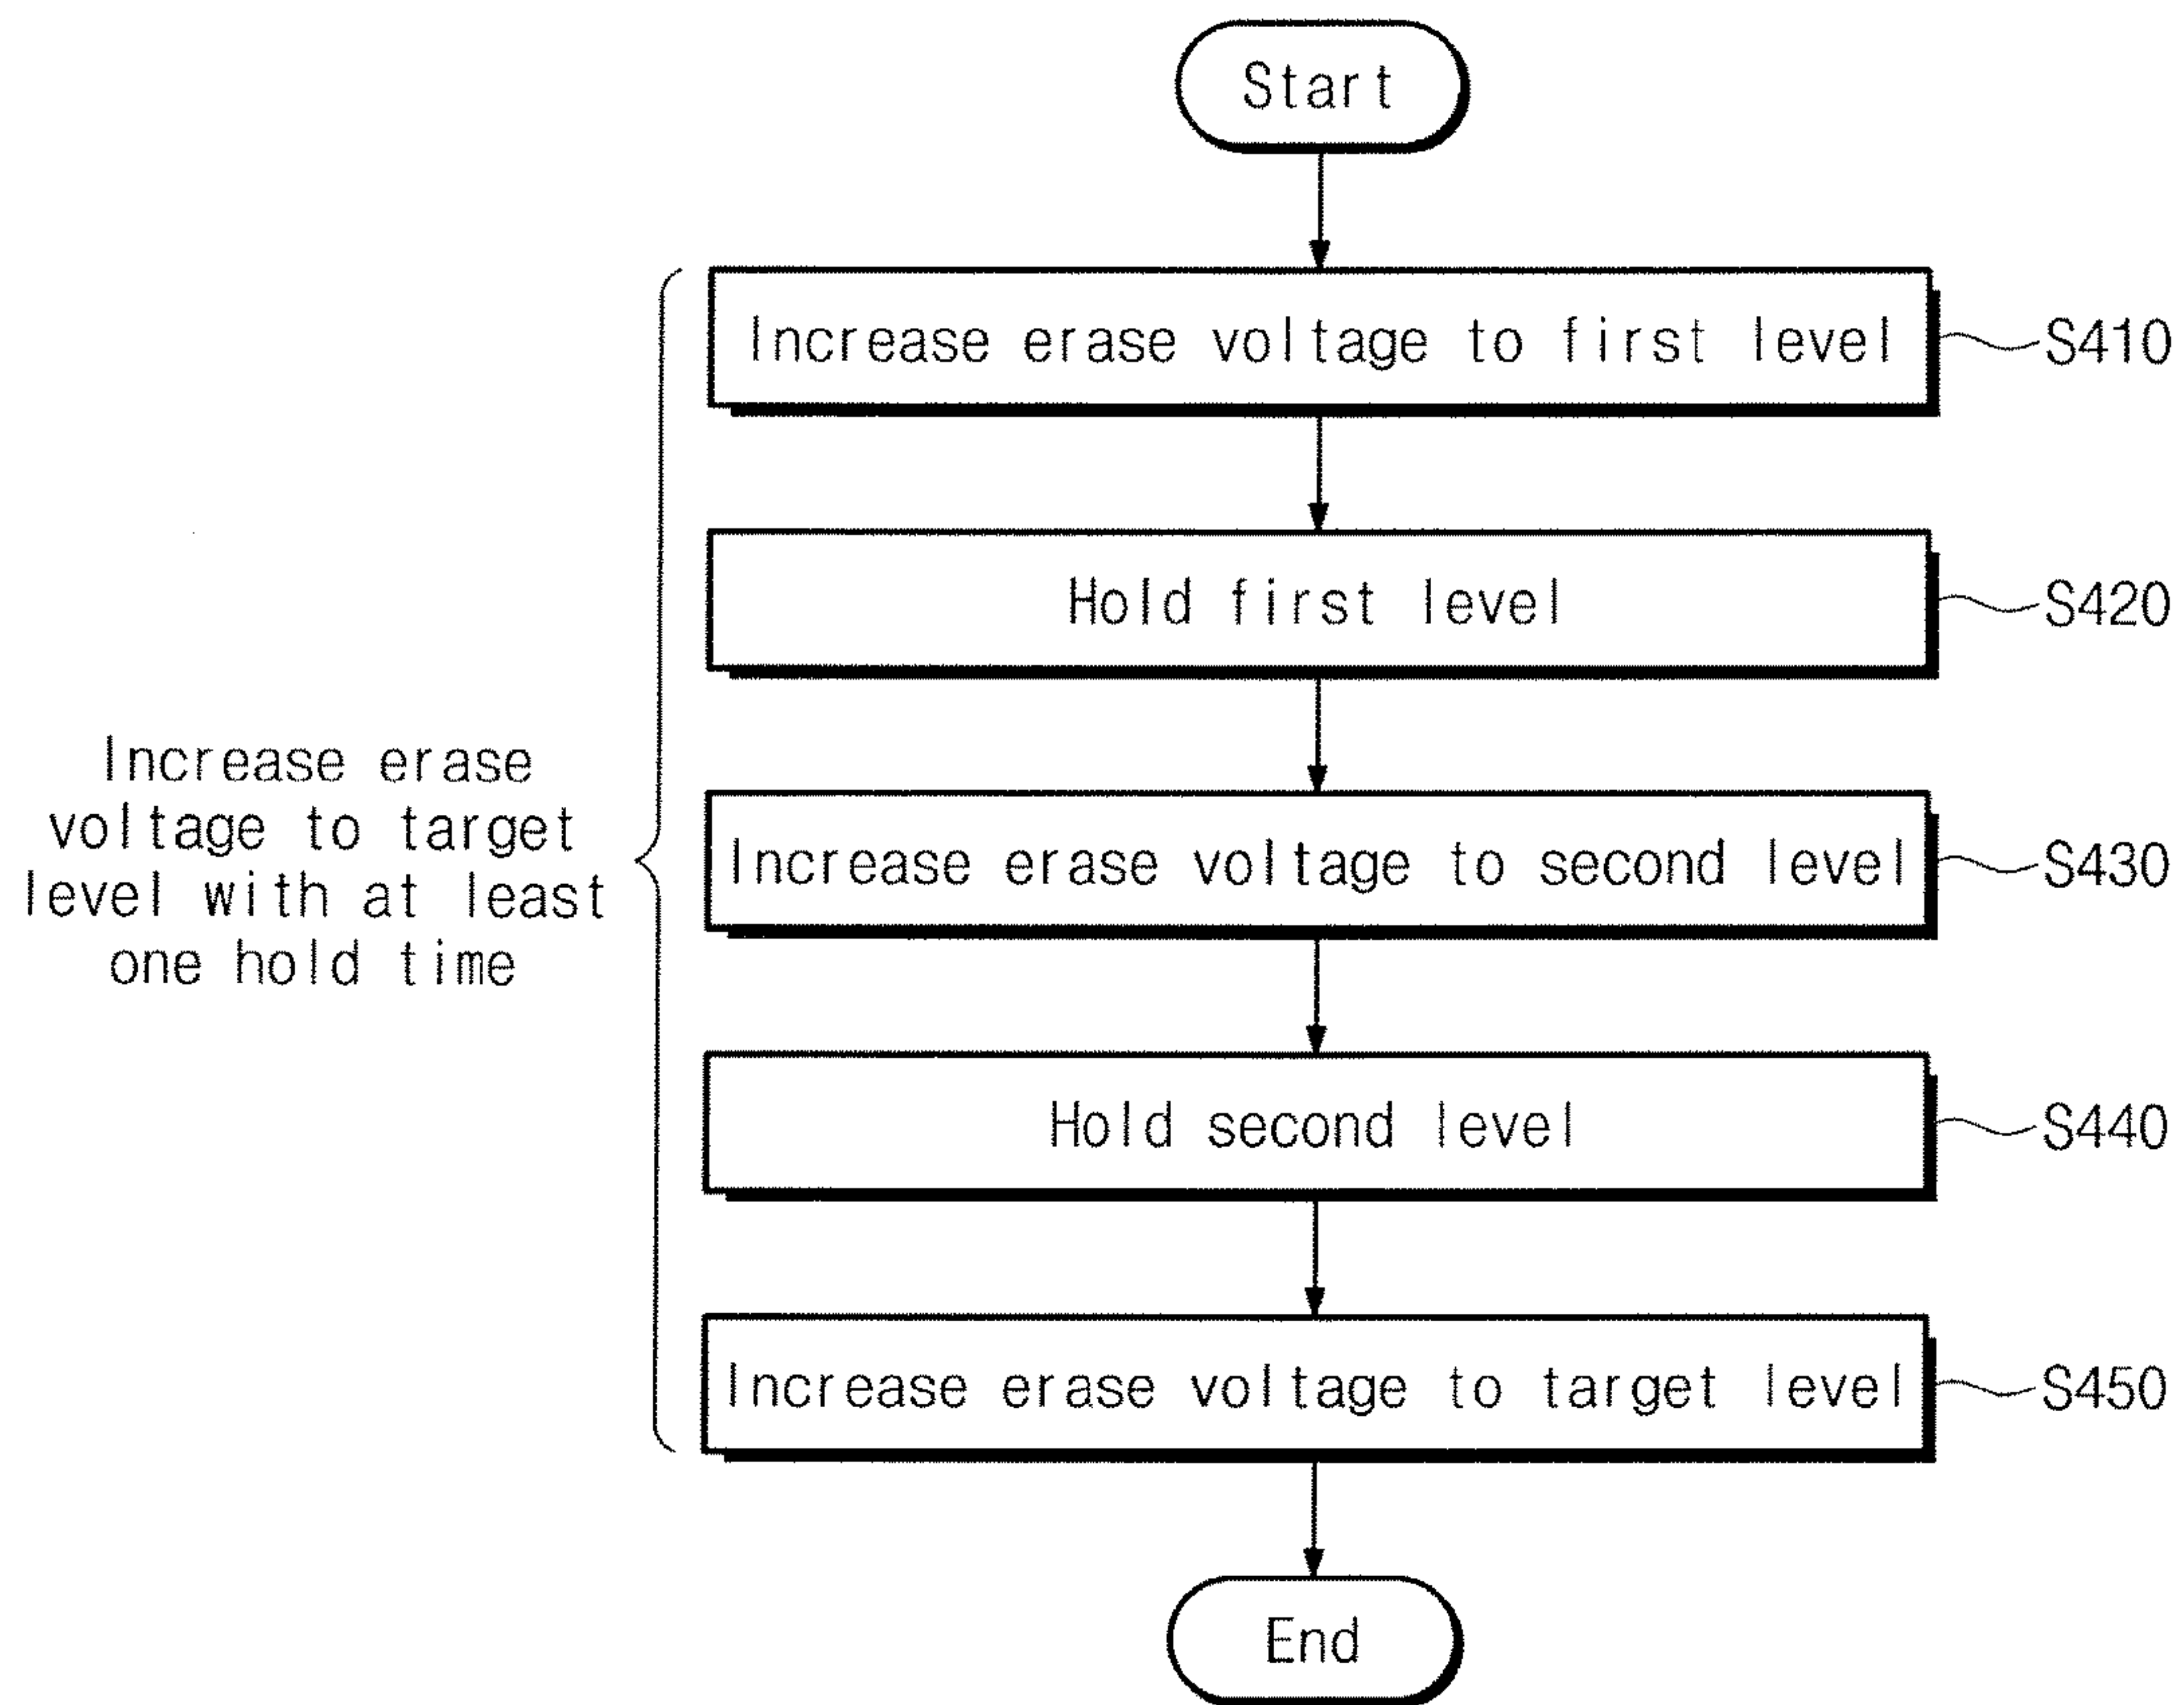 Start
Increase erase voltage to first level
S410
Hold first level
S420
Increase erase
voltage to target
level with at least
one hold time
Increase erase voltage to second level
S430
Hold second level
S440
Increase erase voltage to target level
S450
End